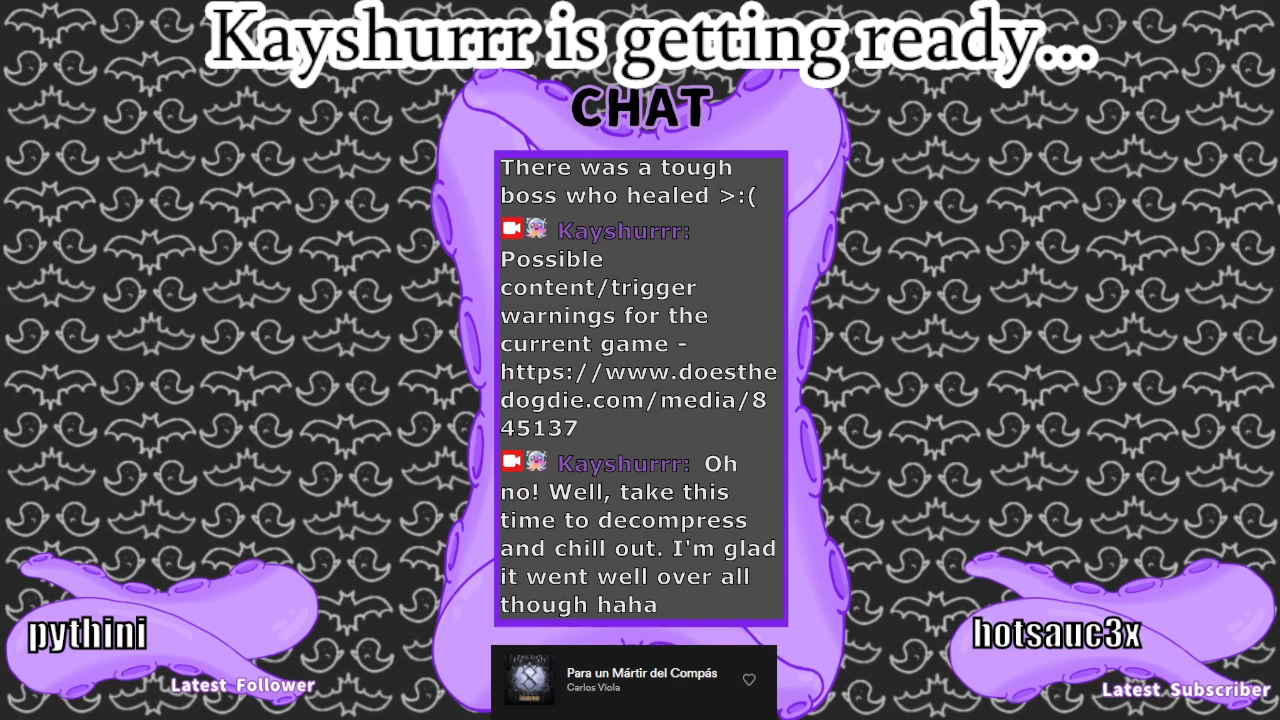 Kayshurrr is getting ready...
CHAT
There was a tough
boss who healed >:(
Kayshurrr:
Possible
content/trigger
warnings for the
current game -
https://www.doesthe
dogdie.com/media/8
45137
Kayshurrr: Oh
no! Well, take this
time to decompress
and chill out. I'm glad
it went well over all
though haha
pythini
Latest Follower
hotsauc3x
Latest Subscriber
Para un Mártir del Compás
Carlos Viola